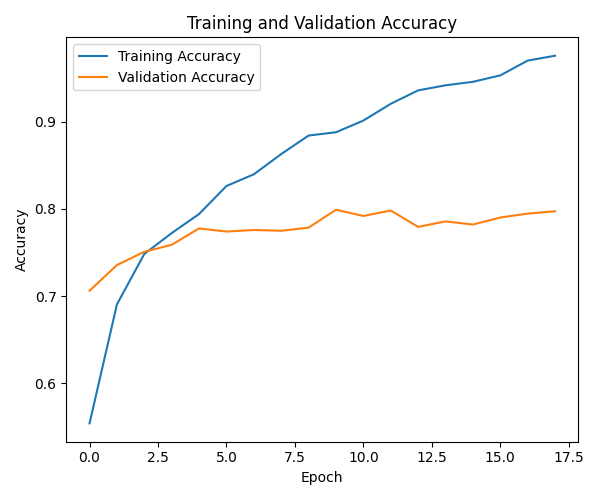 Training and Validation Accuracy
Training Accuracy
Validation Accuracy
0.9
0.8
0.7
0.6
Accuracy
0.0 2.5 5.0 7.5 10.0 12.5 15.0 17.5
Epoch